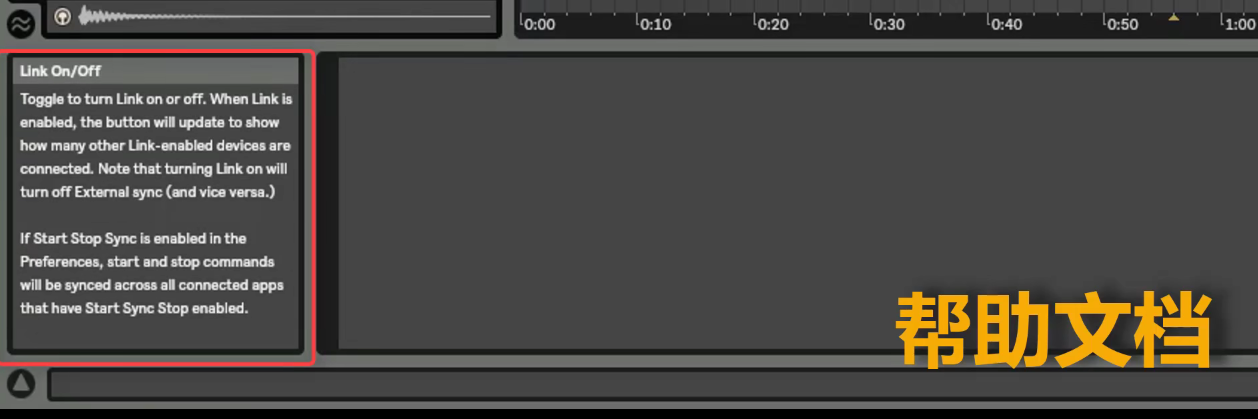 0:00 0:10 0:20 0:30 0:40 0:50 1:00
Link On/Off
Toggle to turn Link on or off. When Link is
enabled, the button will update to show
how many other Link-enabled devices are
connected. Note that turning Link on will
turn off External sync (and vice versa.)
If Start Stop Sync is enabled in the
Preferences, start and stop commands
will be synced across all connected apps
that have Start Sync Stop enabled.
帮助文档